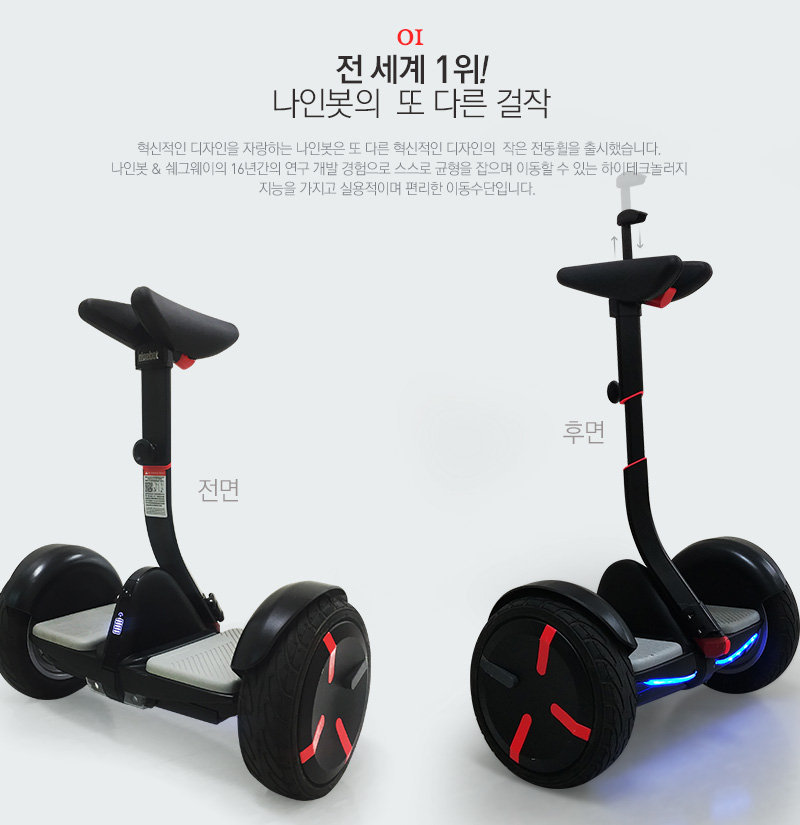 01
전 세계 1위!
나인봇의 또 다른 걸작
혁신적인 디자인을 자랑하는 나인봇은 또 다른 혁신적인 디자인의 작은 전동휠을 출시했습니다.
나인봇 & 쉐그웨이의 16년간의 연구 개발 경험으로 스스로 균형을 잡으며 이동할 수 있는 하이테크놀러지
지능을 가지고 실용적이며 편리한 이동수단입니다.
후면
전면